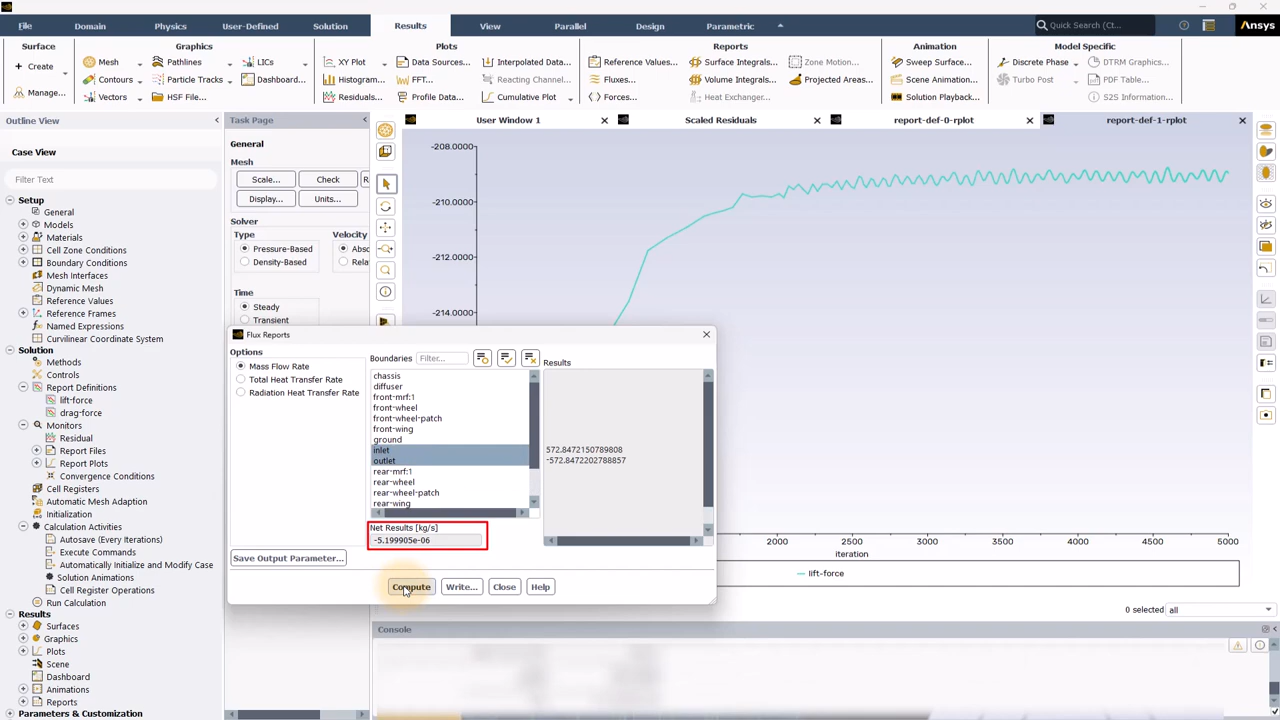 File Domain Physics User-Defined Solution Results View Parallel Design Parametric Quick Search (Ct... Ansys
Surface Graphics Plots Reports Animation Model Specific
Create Mesh Pathlines LICs XY Plot Data Sources... Interpolated Data... Reference Values... Surface Integrals... Zone Motion... Sweep Surface... Discrete Phase DTRM Graphics...
Contours Particle Tracks Dashboard... Histogram... FFT... Reacting Channel... Fluxes... Volume Integrals... Projected Areas... Scene Animation... Turbo Post PDF Table...
Manage... Vectors HSF File... Residuals... Profile Data... Cumulative Plot Forces... Heat Exchanger... Solution Playback... S2S Information...
Outline View
Case View
Filter Text
Setup
General
Models
Materials
Cell Zone Conditions
Boundary Conditions
Mesh Interfaces
Dynamic Mesh
Reference Values
Reference Frames
Named Expressions
Curvilinear Coordinate System
Solution
Methods
Controls
Report Definitions
lift-force
drag-force
Monitors
Residual
Report Files
Report Plots
Convergence Conditions
Cell Registers
Automatic Mesh Adaption
Initialization
Calculation Activities
Autosave (Every Iterations)
Execute Commands
Automatically Initialize and Modify Case
Solution Animations
Cell Register Operations
Run Calculation
Results
Surfaces
Graphics
Plots
Scene
Dashboard
Animations
Reports
Parameters & Customization
Task Page
General
Mesh
Scale... Check
Display... Units...
Solver
Type Velocity
Pressure-Based Abso
Density-Based Rela
Time
Steady
Transient
User Window 1 Scaled Residuals report-def-0-rplot report-def-1-rplot
-208.0000
-210.0000
-212.0000
-214.0000
2000 2500 3000 3500 4000 4500 5000
iteration
lift-force
0 selected all
Console
Flux Reports
Options
Mass Flow Rate
Total Heat Transfer Rate
Radiation Heat Transfer Rate
Save Output Parameter...
Boundaries Filter...
chassis
diffuser
front-mrf:1
front-wheel
front-wheel-patch
front-wing
ground
inlet
outlet
rear-mrf:1
rear-wheel
rear-wheel-patch
rear-wing
Results
572.8472150789808
-572.8472202788857
Net Results [kg/s]
-5.199905e-06
Compute Write... Close Help